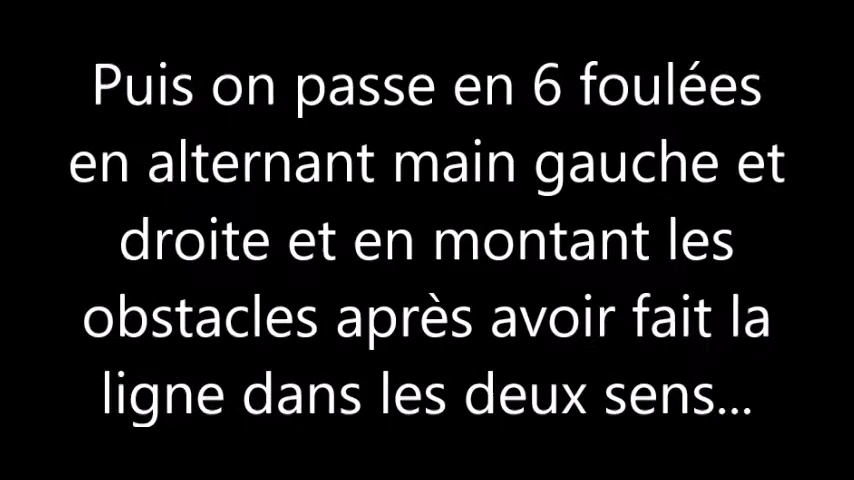 Puis on passe en 6 foulées
en alternant main gauche et
droite et en montant les
obstacles après avoir fait la
ligne dans les deux sens...